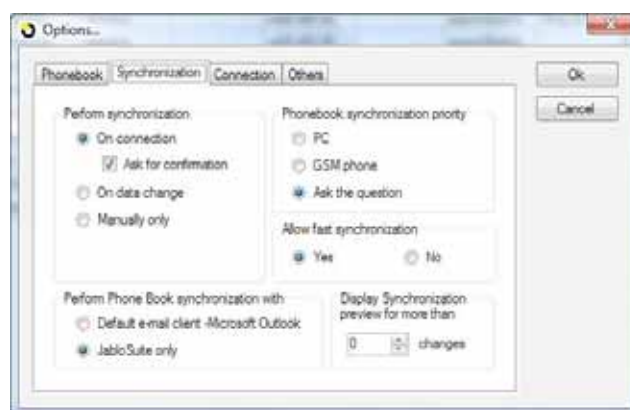 Options...
Phonebook Synchronization Connection Others
Ok
Cancel
Perform synchronization
On connection
Ask for confirmation
On data change
Manually only
Phonebook synchronization priority
PC
GSM phone
Ask the question
Allow fast synchronization
Yes No
Perform Phone Book synchronization with
Default e-mail client -Microsoft Outlook
JabloSuite only
Display Synchronization
preview for more than
0 changes